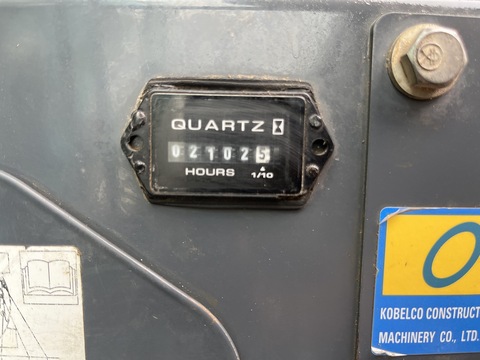 QUARTZ
021025
HOURS 1/10
KOBELCO CONSTRUCT
MACHINERY CO., LTD.